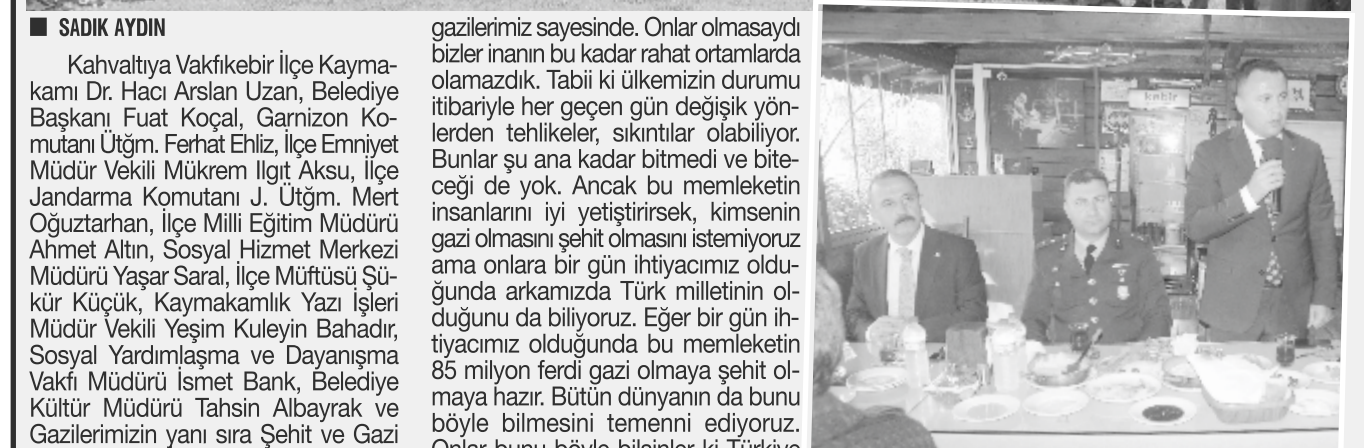 ■ SADIK AYDIN
Kahvaltıya Vakfıkebir İlçe Kayma-
kamı Dr. Hacı Arslan Uzan, Belediye
Başkanı Fuat Koçal, Garnizon Ko-
mutanı Ütğm. Ferhat Ehliz, İlçe Emniyet
Müdür Vekili Mükrem Ilgıt Aksu, İlçe
Jandarma Komutanı J. Ütğm. Mert
Oğuztarhan, İlçe Milli Eğitim Müdürü
Ahmet Altın, Sosyal Hizmet Merkezi
Müdürü Yaşar Saral, İlçe Müftüsü Şü-
kür Küçük, Kaymakamlık Yazı İşleri
Müdür Vekili Yeşim Kuleyin Bahadır,
Sosyal Yardımlaşma ve Dayanışma
Vakfı Müdürü İsmet Bank, Belediye
Kültür Müdürü Tahsin Albayrak ve
Gazilerimizin yanı sıra Şehit ve Gazi
gazilerimiz sayesinde. Onlar olmasaydı
bizler inanın bu kadar rahat ortamlarda
olamazdık. Tabii ki ülkemizin durumu
itibariyle her geçen gün değişik yön-
lerden tehlikeler, sıkıntılar olabiliyor.
Bunlar şu ana kadar bitmedi ve bite-
ceği de yok. Ancak bu memleketin
insanlarını iyi yetiştirirsek, kimsenin
gazi olmasını şehit olmasını istemiyoruz
ama onlara bir gün ihtiyacımız oldu-
ğunda arkamızda Türk milletinin ol-
duğunu da biliyoruz. Eğer bir gün ih-
tiyacımız olduğunda bu memleketin
85 milyon ferdi gazi olmaya şehit ol-
maya hazır. Bütün dünyanın da bunu
böyle bilmesini temenni ediyoruz.
Onlar bunu böyle bilsinler ki Türkiye
kebir